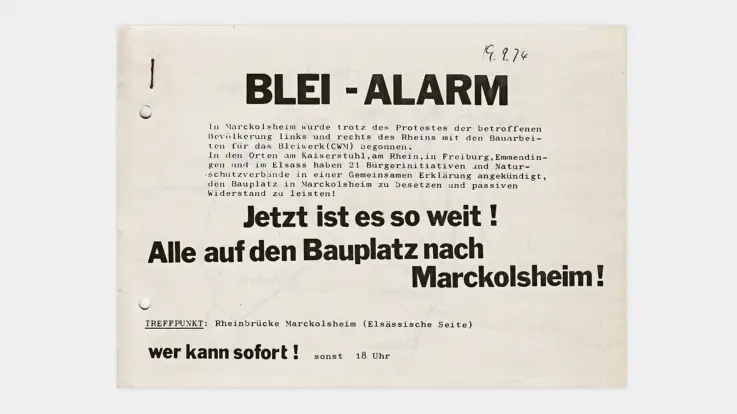 19.9.74
BLEI - ALARM
In Marckolsheim wurde trotz des Protestes der betroffenen
Bevölkerung links und rechts des Rheins mit den Bauarbei-
ten für das Bleiwerk(CWM) begonnen.
In den Orten am Kaiserstuhl,am Rhein,in Freiburg,Emmendin-
gen und im Elsass haben 21 Bürgerinitiativen und Natur-
schutzverbände in einer Gemeinsamen Erklärung angekündigt,
den Bauplatz in Marckolsheim zu besetzen und passiven
Widerstand zu leisten!
Jetzt ist es so weit !
Alle auf den Bauplatz nach
Marckolsheim !
TREFFPUNKT: Rheinbrücke Marckolsheim (Elsässische Seite)
wer kann sofort ! sonst 18 Uhr